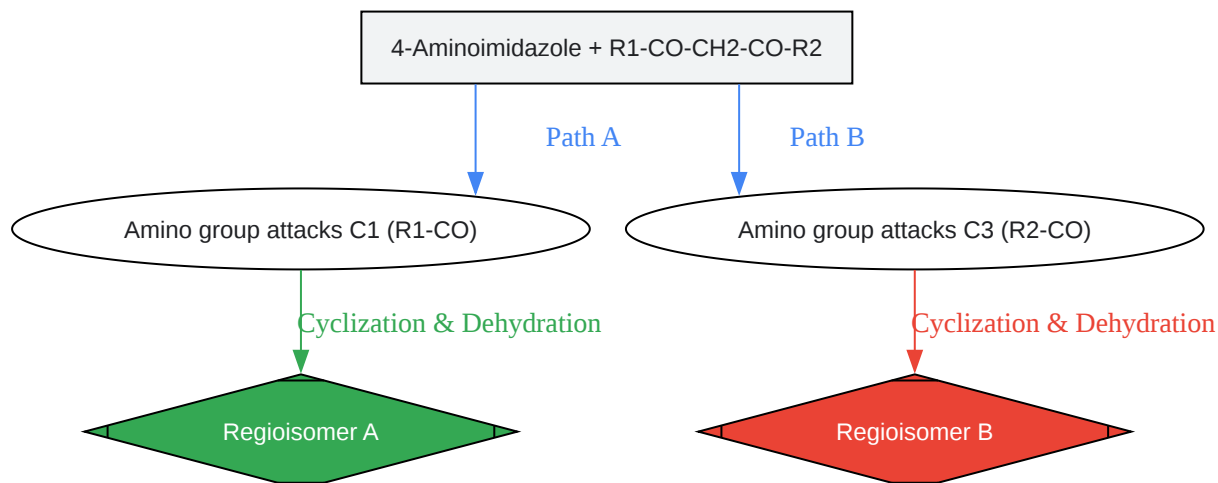 4-Aminoimidazole + R1-CO-CH2-CO-R2
Path A
Path B
Amino group attacks C1 (R1-CO)
Amino group attacks C3 (R2-CO)
Cyclization & Dehydration
Cyclization & Dehydration
Regioisomer A
Regioisomer B